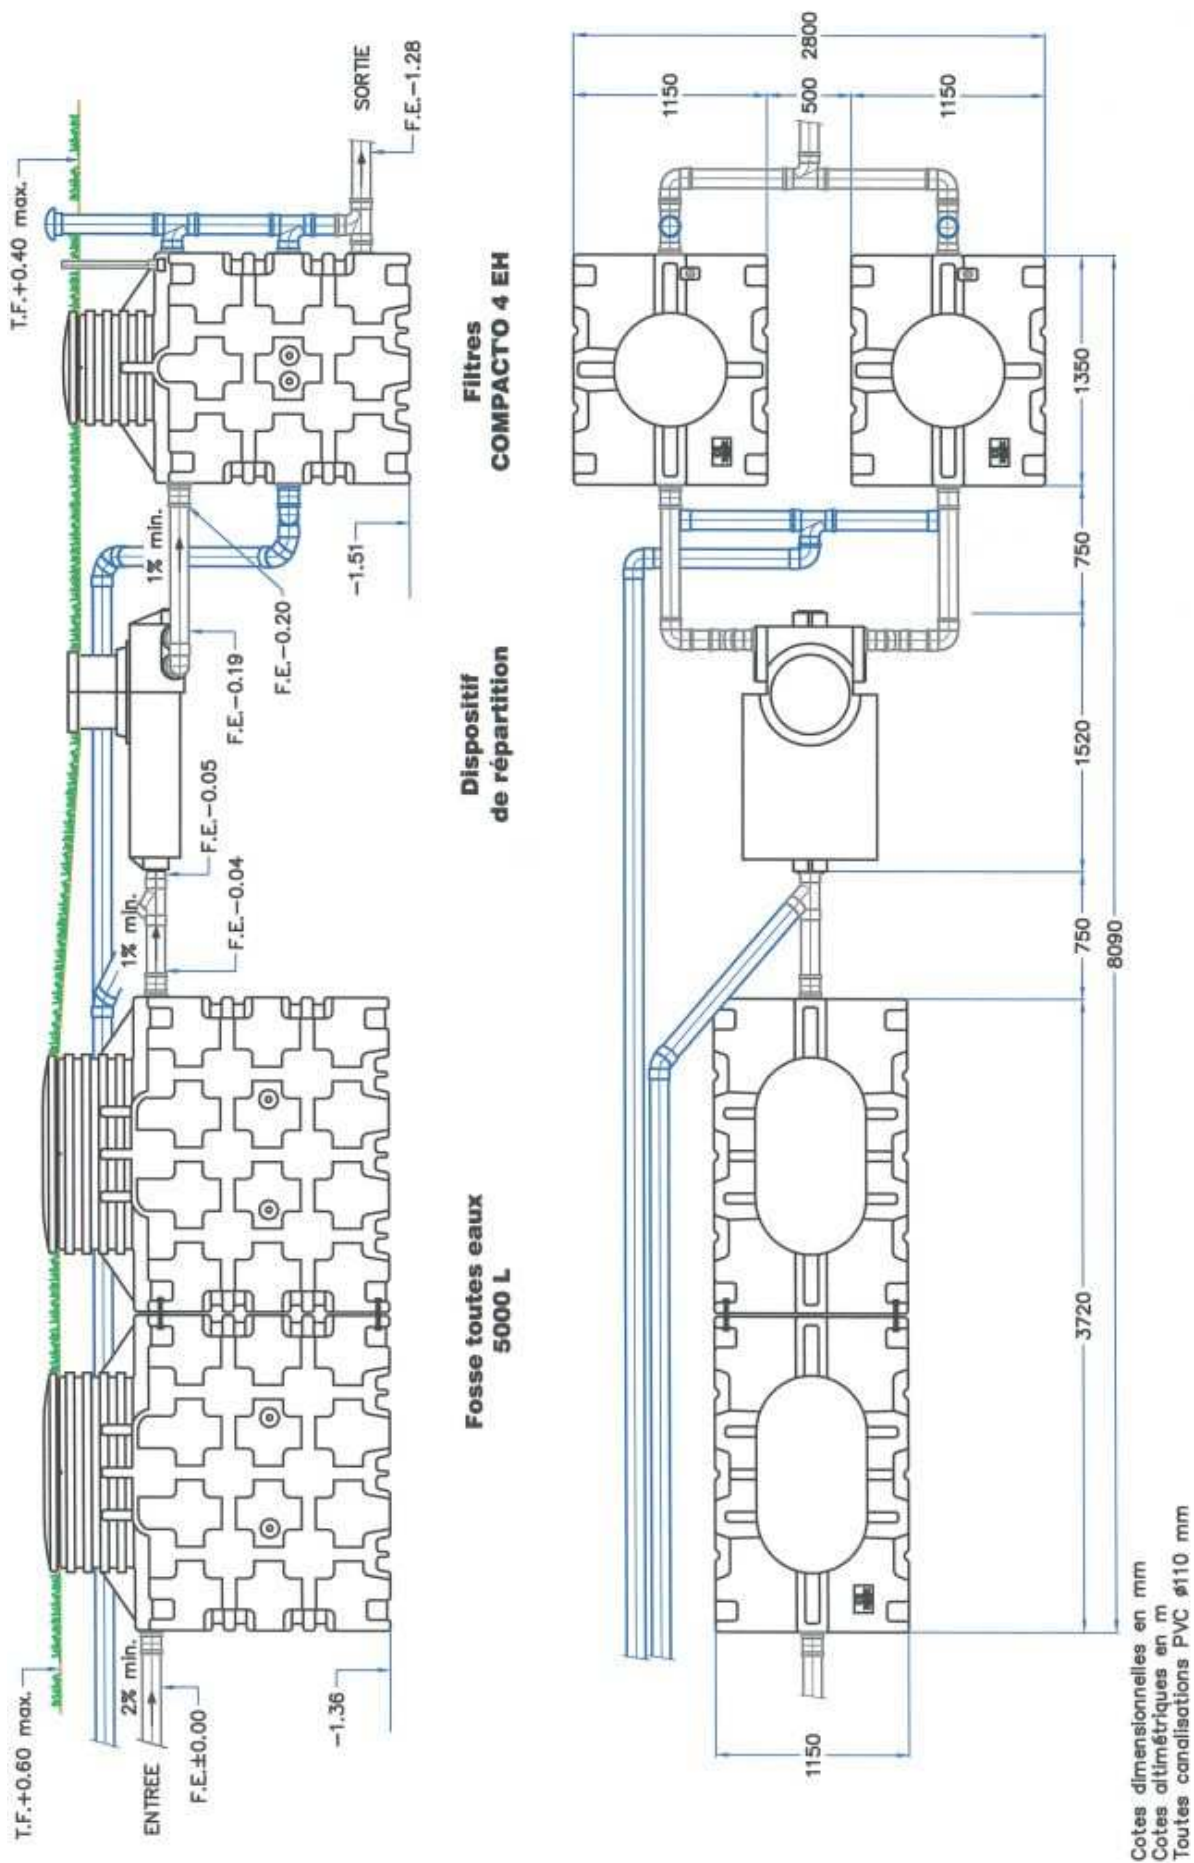 T.F.+0.60 max.
T.F.+0.40 max.
ENTREE
2% min.
F.E.±0.00
-1.36
1% min.
F.E.-0.04
F.E.-0.05
F.E.-0.19
1% min.
F.E.-0.20
-1.51
SORTIE
F.E.-1.28
Fosse toutes eaux
5000 L
Dispositif
de répartition
Filtres
COMPACTO 4 EH
1150
1150
500
2800
1150
3720
750
1520
750
1350
8090
Cotes dimensionnelles en mm
Cotes altimétriques en m
Toutes canalisations PVC ø110 mm